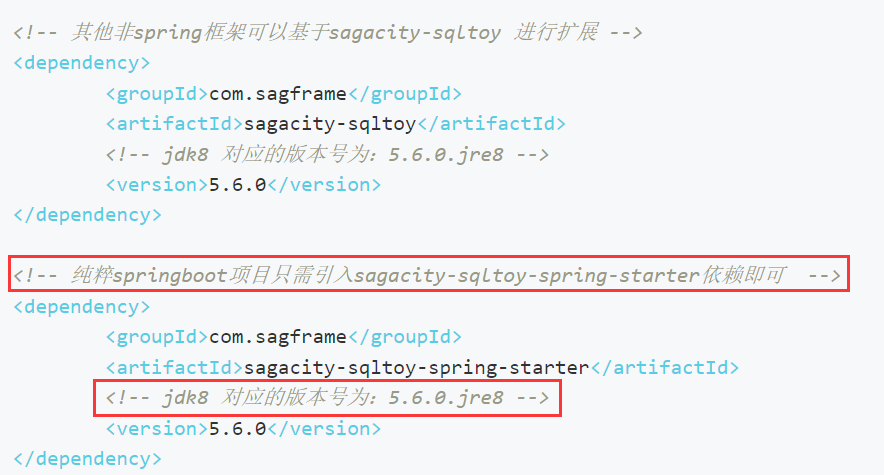 <!-- 其他非spring框架可以基于sagacity-sqltoy 进行扩展 -->
<dependency>
<groupId>com.sagframe</groupId>
<artifactId>sagacity-sqltoy</artifactId>
<!-- jdk8 对应的版本号为：5.6.0.jre8 -->
<version>5.6.0</version>
</dependency>
<!-- 纯粹springboot项目只需引入sagacity-sqltoy-spring-starter依赖即可  -->
<dependency>
<groupId>com.sagframe</groupId>
<artifactId>sagacity-sqltoy-spring-starter</artifactId>
<!-- jdk8 对应的版本号为：5.6.0.jre8 -->
<version>5.6.0</version>
</dependency>